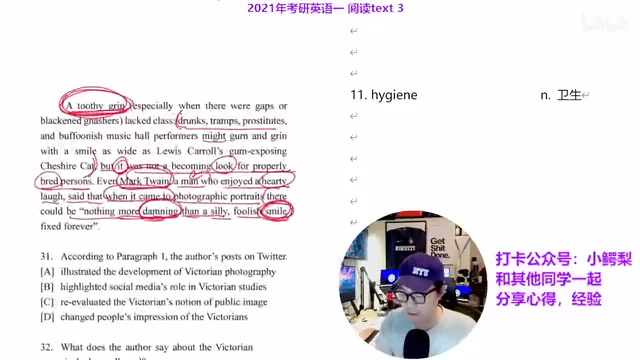 2021年考研英语一 阅读text 3
bilibili
A toothy grin (especially when there were gaps or
blackened gnashers) lacked class: drunks, tramps, prostitutes,
and buffoonish music hall performers might gurn and grin
with a smile as wide as Lewis Carroll's gum-exposing
Cheshire Cat, but it was not a becoming look for properly
bred persons. Even Mark Twain, a man who enjoyed a hearty
laugh, said that when it came to photographic portraits there
could be "nothing more damning than a silly, foolish smile
fixed forever".
31. According to Paragraph 1, the author's posts on Twitter.
[A] illustrated the development of Victorian photography
[B] highlighted social media's role in Victorian studies
[C] re-evaluated the Victorian's notion of public image
[D] changed people's impression of the Victorians
32. What does the author say about the Victorian
11. hygiene n. 卫生
Get
Shit
Done.
NYC
打卡公众号：小鳄梨
和其他同学一起
分享心得，经验